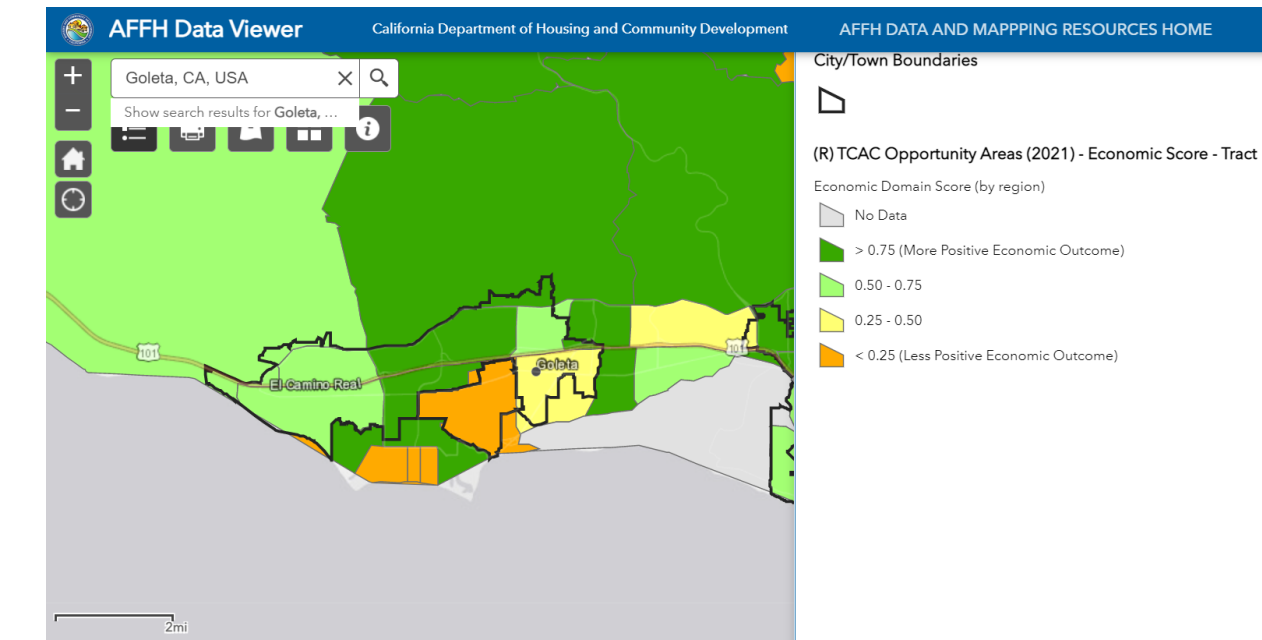 AFFH Data Viewer
California Department of Housing and Community Development
AFFH DATA AND MAPPPING RESOURCES HOME
+
−
Goleta, CA, USA
Show search results for Goleta, ...
i
101
El Camino Real
Goleta
101
2mi
City/Town Boundaries
(R) TCAC Opportunity Areas (2021) - Economic Score - Tract
Economic Domain Score (by region)
No Data
> 0.75 (More Positive Economic Outcome)
0.50 - 0.75
0.25 - 0.50
< 0.25 (Less Positive Economic Outcome)